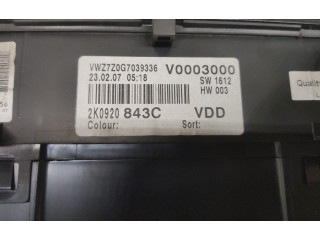 VWZ7Z0G7039336 V0003000
23.02.07 05:18 SW 1612
HW 003
2K0920 843C VDD
Colour: Sort: